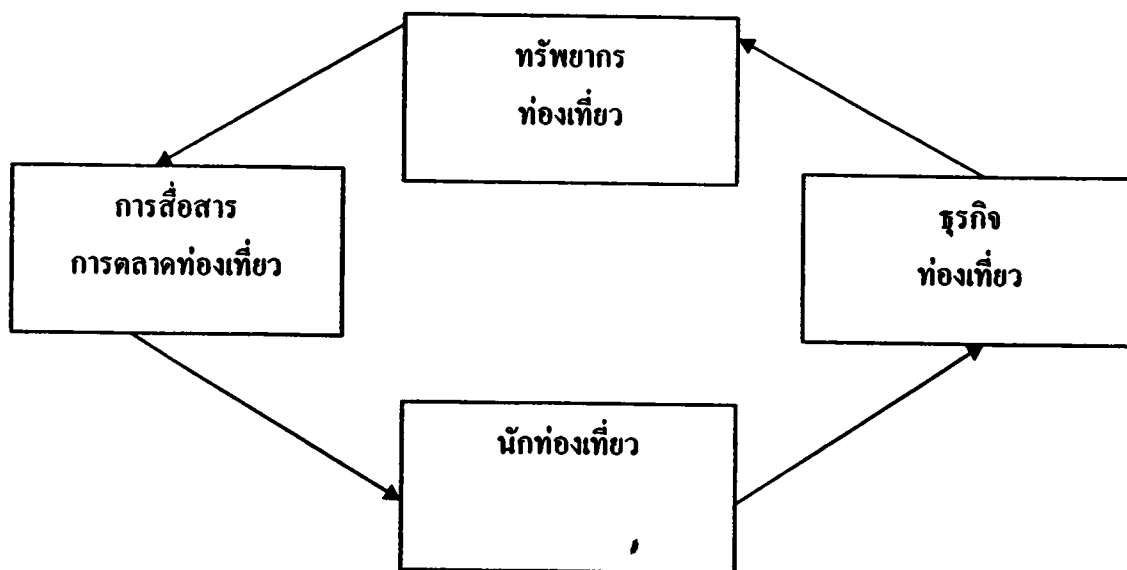 ทรัพยากร
ท่องเที่ยว
การสื่อสาร
การตลาดท่องเที่ยว
ธุรกิจ
ท่องเที่ยว
นักท่องเที่ยว